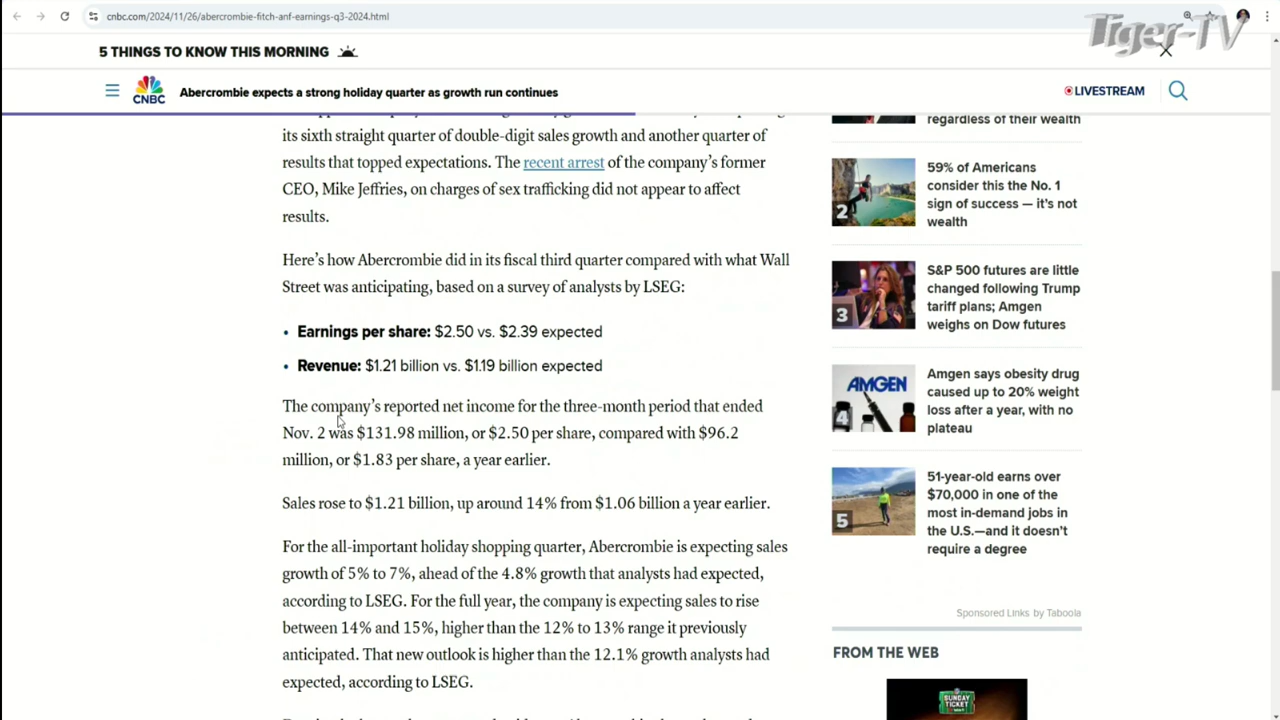 cnbc.com/2024/11/26/abercrombie-fitch-anf-earnings-q3-2024.html
Tiger-TV
5 THINGS TO KNOW THIS MORNING
CNBC
Abercrombie expects a strong holiday quarter as growth run continues
LIVESTREAM
its sixth straight quarter of double-digit sales growth and another quarter of
results that topped expectations. The recent arrest of the company's former
CEO, Mike Jeffries, on charges of sex trafficking did not appear to affect
results.
Here's how Abercrombie did in its fiscal third quarter compared with what Wall
Street was anticipating, based on a survey of analysts by LSEG:
• Earnings per share: $2.50 vs. $2.39 expected
• Revenue: $1.21 billion vs. $1.19 billion expected
The company's reported net income for the three-month period that ended
Nov. 2 was $131.98 million, or $2.50 per share, compared with $96.2
million, or $1.83 per share, a year earlier.
Sales rose to $1.21 billion, up around 14% from $1.06 billion a year earlier.
For the all-important holiday shopping quarter, Abercrombie is expecting sales
growth of 5% to 7%, ahead of the 4.8% growth that analysts had expected,
according to LSEG. For the full year, the company is expecting sales to rise
between 14% and 15%, higher than the 12% to 13% range it previously
anticipated. That new outlook is higher than the 12.1% growth analysts had
expected, according to LSEG.
regardless of their wealth
2
59% of Americans
consider this the No. 1
sign of success — it's not
wealth
3
S&P 500 futures are little
changed following Trump
tariff plans; Amgen
weighs on Dow futures
AMGEN
4
Amgen says obesity drug
caused up to 20% weight
loss after a year, with no
plateau
5
51-year-old earns over
$70,000 in one of the
most in-demand jobs in
the U.S.—and it doesn't
require a degree
Sponsored Links by Taboola
FROM THE WEB
SUNDAY
TICKET